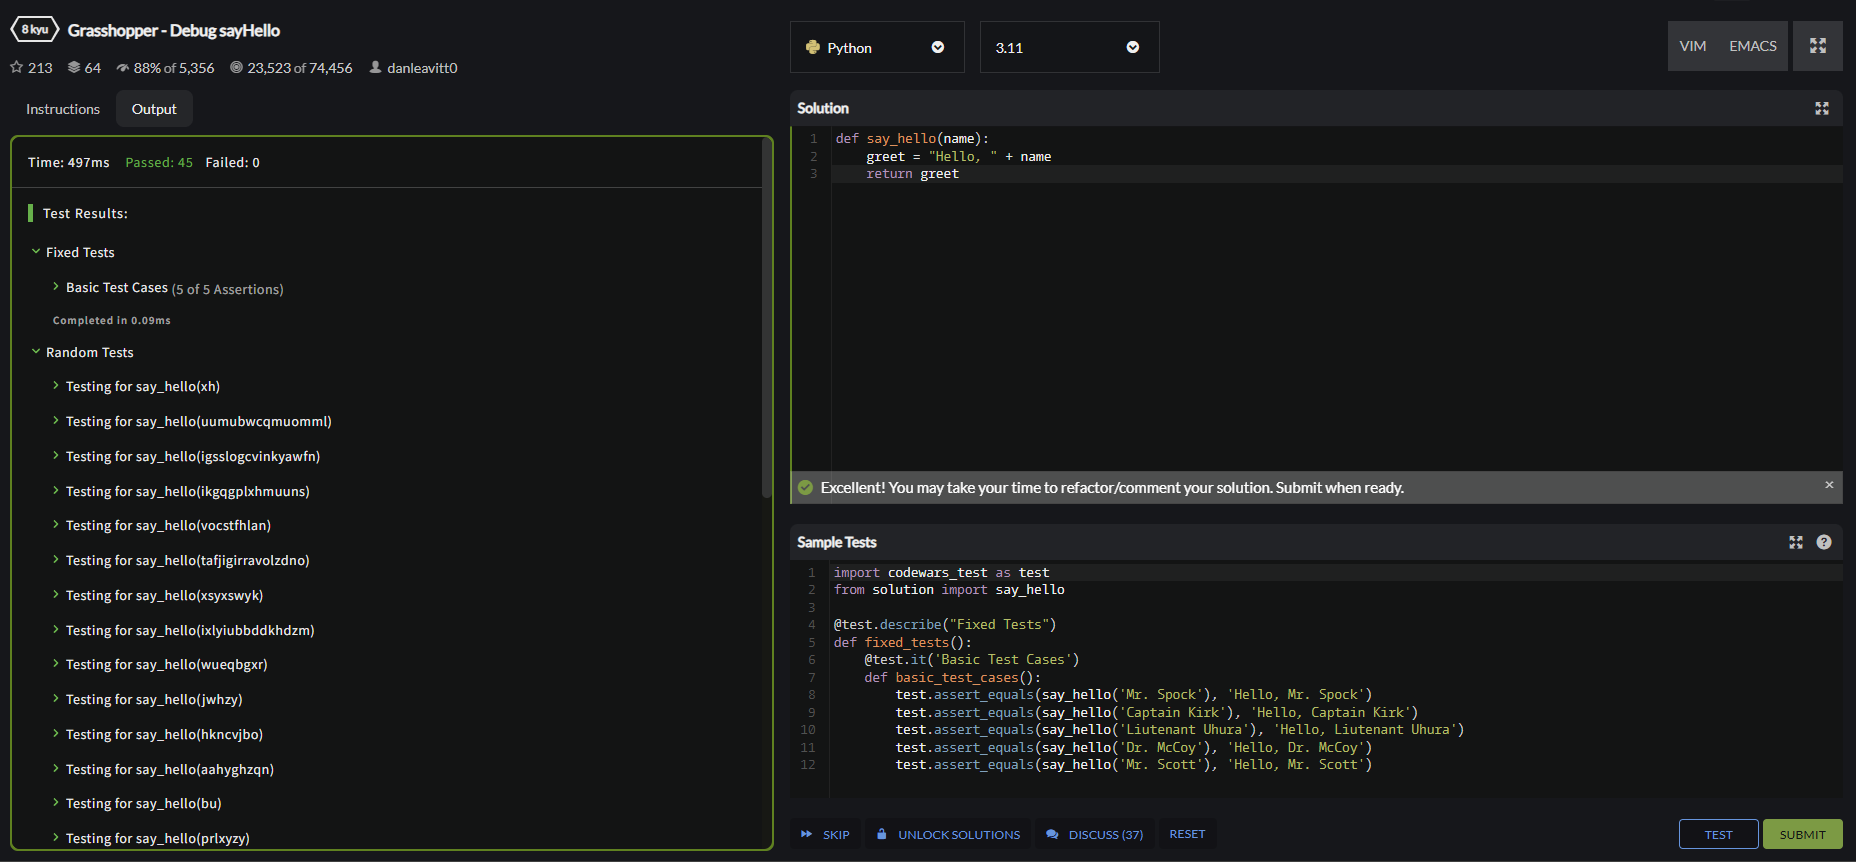 8 kyu Grasshopper - Debug sayHello
213 64 88% of 5,356 23,523 of 74,456 danleavitt0
Instructions Output
Time: 497ms Passed: 45 Failed: 0
Test Results:
Fixed Tests
Basic Test Cases (5 of 5 Assertions)
Completed in 0.09ms
Random Tests
Testing for say_hello(xh)
Testing for say_hello(uumubwcqmuomml)
Testing for say_hello(igsslogcvinkyawfn)
Testing for say_hello(ikgqgplxhmuuns)
Testing for say_hello(vocstfhlan)
Testing for say_hello(tafjigirravolzdno)
Testing for say_hello(xsyxswyk)
Testing for say_hello(ixlyiubbddkhdzm)
Testing for say_hello(wueqbgxr)
Testing for say_hello(jwhzy)
Testing for say_hello(hkncvjbo)
Testing for say_hello(aahyghzqn)
Testing for say_hello(bu)
Testing for say_hello(prlxyzy)
Python 3.11 VIM EMACS
Solution
1 def say_hello(name):
2     greet = "Hello, " + name
3     return greet
Excellent! You may take your time to refactor/comment your solution. Submit when ready. ×
Sample Tests ?
1 import codewars_test as test
2 from solution import say_hello
3
4 @test.describe("Fixed Tests")
5 def fixed_tests():
6     @test.it('Basic Test Cases')
7     def basic_test_cases():
8         test.assert_equals(say_hello('Mr. Spock'), 'Hello, Mr. Spock')
9         test.assert_equals(say_hello('Captain Kirk'), 'Hello, Captain Kirk')
10         test.assert_equals(say_hello('Liutenant Uhura'), 'Hello, Liutenant Uhura')
11         test.assert_equals(say_hello('Dr. McCoy'), 'Hello, Dr. McCoy')
12         test.assert_equals(say_hello('Mr. Scott'), 'Hello, Mr. Scott')
SKIP UNLOCK SOLUTIONS DISCUSS (37) RESET TEST SUBMIT